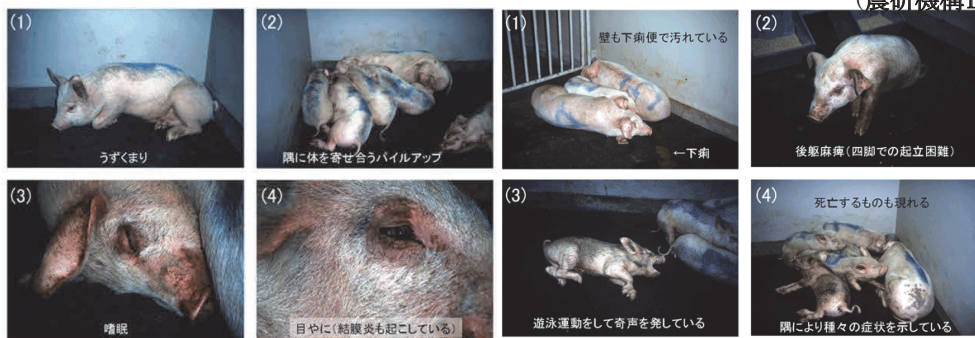 (農研機構1
(1)
うずくまり
(2)
隅に体を寄せ合うパイルアップ
(1)
壁も下痢便で汚れている
←下痢
(2)
後躯麻痺(四脚での起立困難)
(3)
嗜眠
(4)
目やに(結膜炎も起こしている)
(3)
遊泳運動をして奇声を発している
(4)
死亡するものも現れる
隅により種々の症状を示している